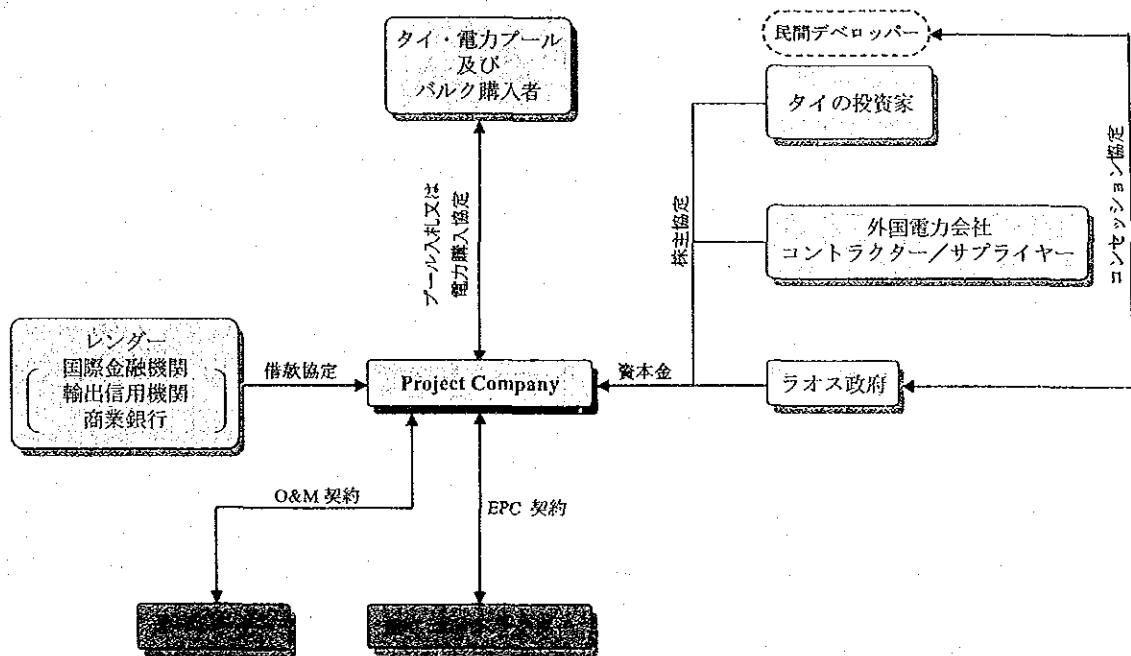 タイ・電力プール
及び
バルク購入者
民間デベロッパー
タイの投資家
外国電力会社
コントラクター／サプライヤー
ラオス政府
コンセッション協定
株主協定
資本金
プール入札又は
電力購入協定
レンダー
国際金融機関
輸出信用機関
商業銀行
借款協定
Project Company
O&M 契約
EPC 契約